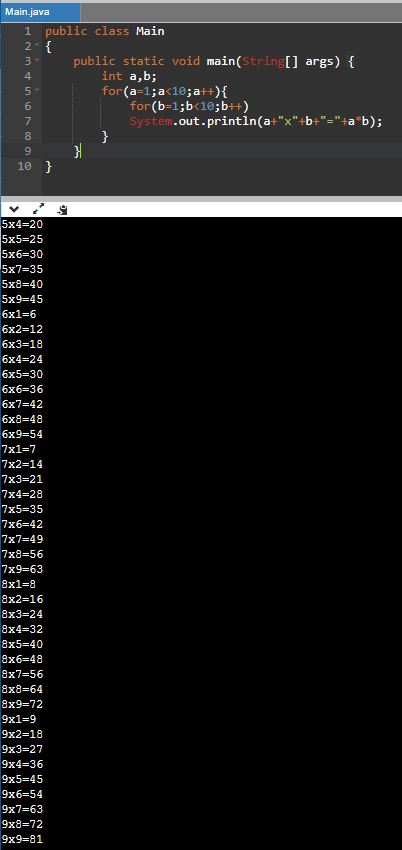 Main.java
1 public class Main
2 {
3 public static void main(String[] args) {
4 int a,b;
5 for(a=1;a<10;a++){
6 for(b=1;b<10;b++)
7 System.out.println(a+"x"+b+"="+a*b);
8 }
9 }
10 }
5x4=20
5x5=25
5x6=30
5x7=35
5x8=40
5x9=45
6x1=6
6x2=12
6x3=18
6x4=24
6x5=30
6x6=36
6x7=42
6x8=48
6x9=54
7x1=7
7x2=14
7x3=21
7x4=28
7x5=35
7x6=42
7x7=49
7x8=56
7x9=63
8x1=8
8x2=16
8x3=24
8x4=32
8x5=40
8x6=48
8x7=56
8x8=64
8x9=72
9x1=9
9x2=18
9x3=27
9x4=36
9x5=45
9x6=54
9x7=63
9x8=72
9x9=81